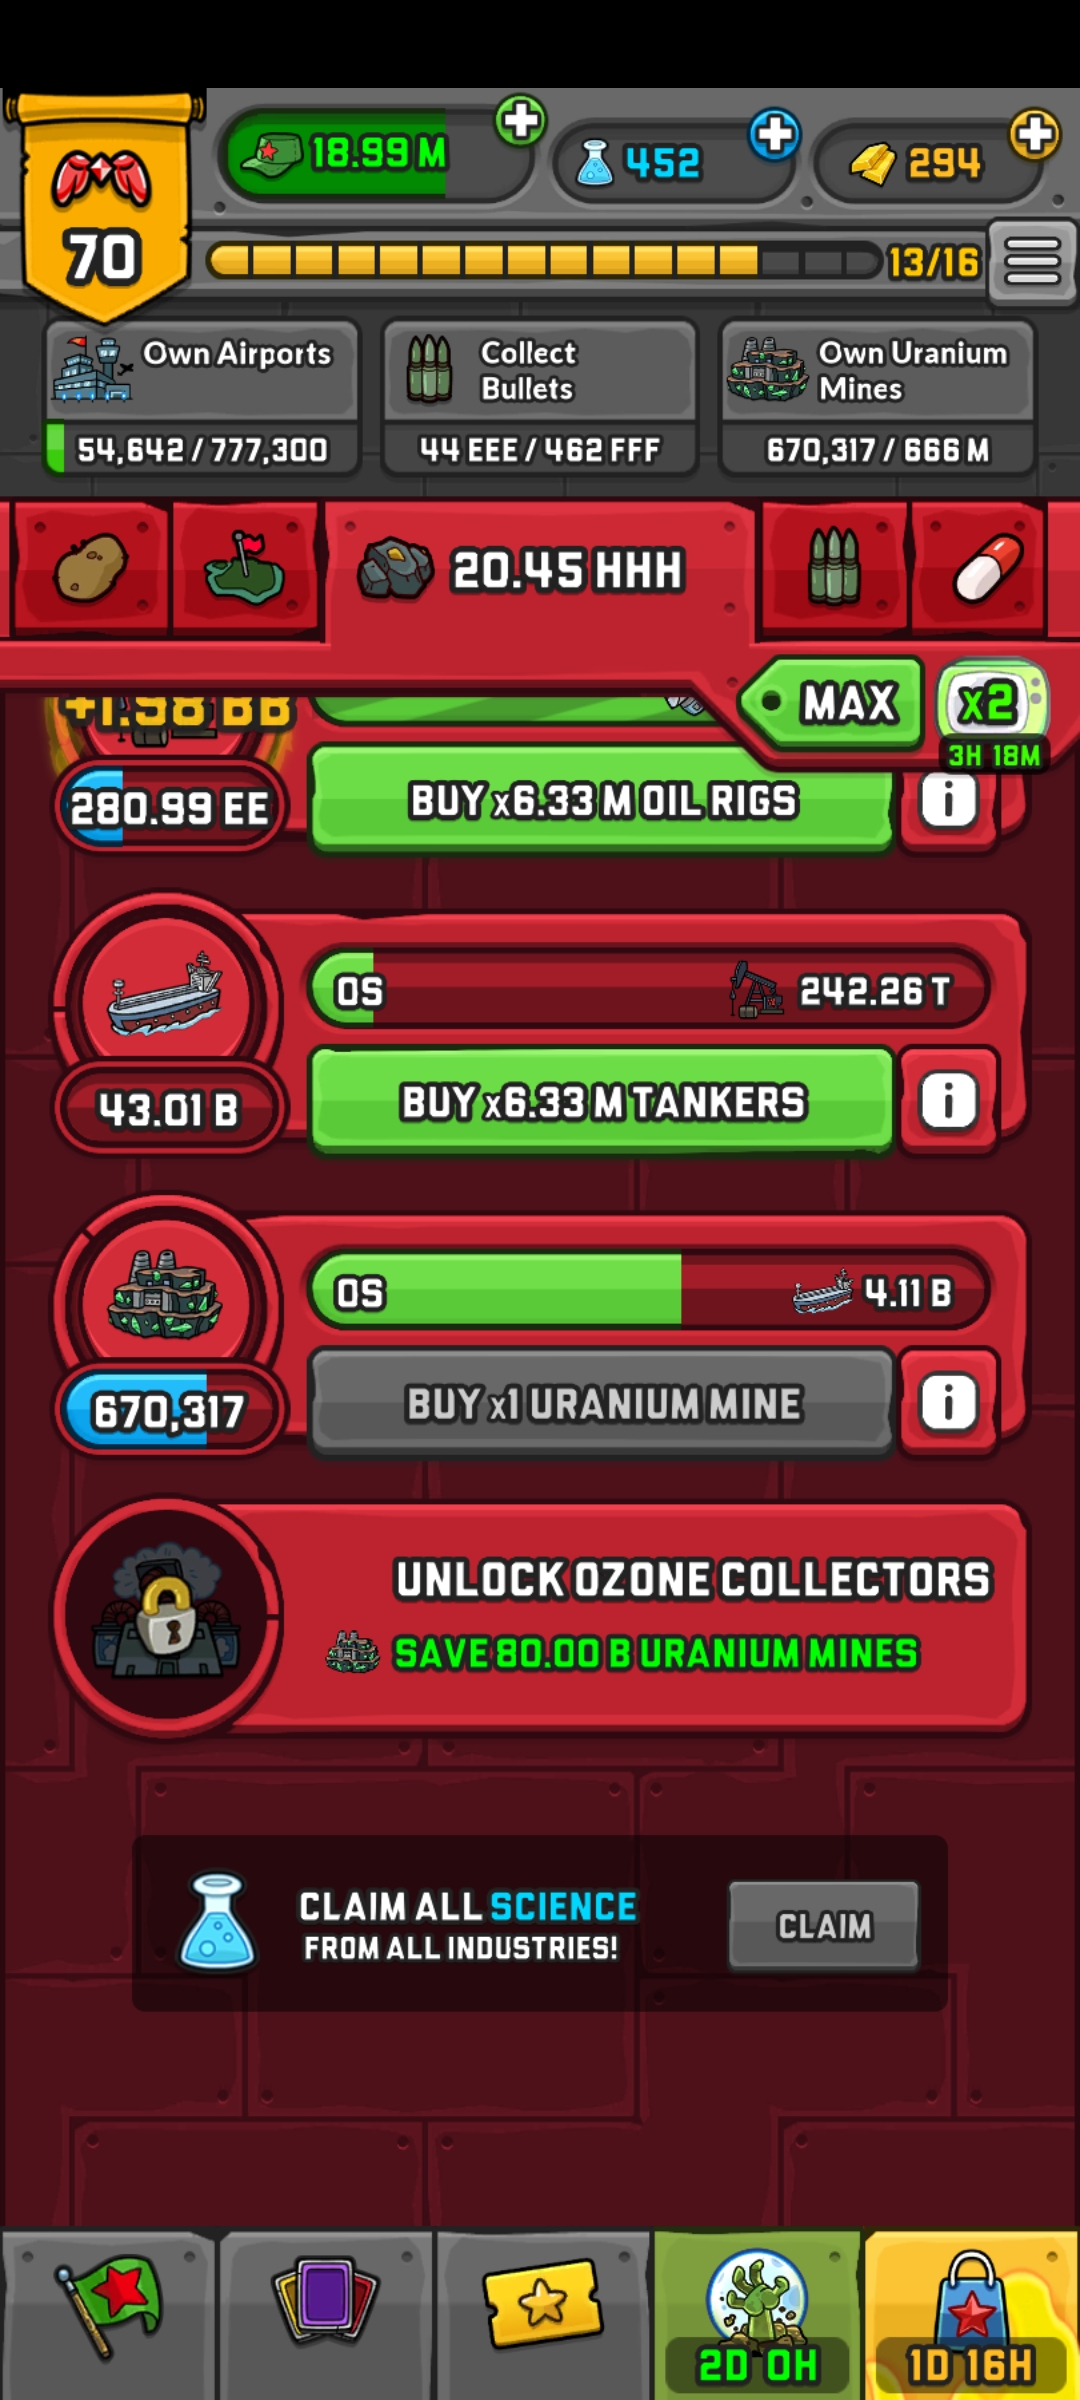 18.99 M
452
294
70
13/16
Own Airports
54,642 / 777,300
Collect
Bullets
44 EEE / 462 FFF
Own Uranium
Mines
670,317 / 666 M
20.45 HHH
MAX
x2
3H 18M
+1.98 BB
280.99 EE
BUY x6.33 M OIL RIGS
i
0S
242.26 T
43.01 B
BUY x6.33 M TANKERS
i
0S
4.11 B
670,317
BUY x1 URANIUM MINE
i
UNLOCK OZONE COLLECTORS
SAVE 80.00 B URANIUM MINES
CLAIM ALL SCIENCE
FROM ALL INDUSTRIES!
CLAIM
2D 0H
1D 16H